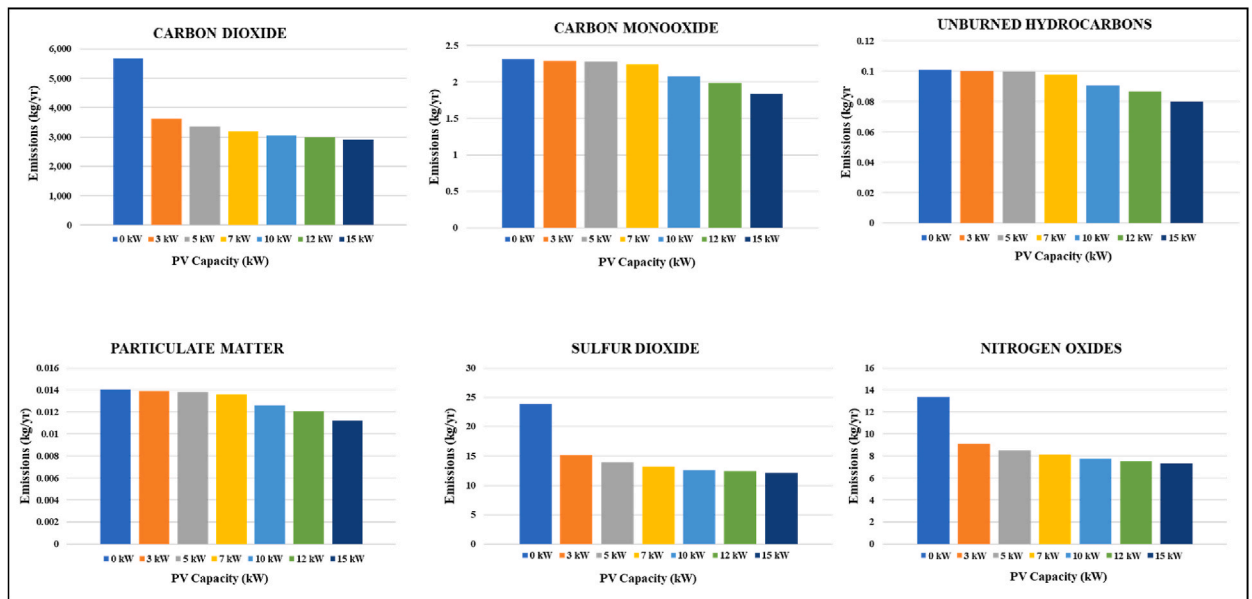 CARBON DIOXIDE
6,000
5,000
4,000
3,000
2,000
1,000
0
Emissions (kg/yr)
0 kW 3 kW 5 kW 7 kW 10 kW 12 kW 15 kW
PV Capacity (kW)
CARBON MONOOXIDE
2.5
2
1.5
1
0.5
0
Emissions (kg/yr)
0 kW 3 kW 5 kW 7 kW 10 kW 12 kW 15 kW
PV Capacity (kW)
UNBURNED HYDROCARBONS
0.12
0.1
0.08
0.06
0.04
0.02
0
Emissions (kg/yr)
0 kW 3 kW 5 kW 7 kW 10 kW 12 kW 15 kW
PV Capacity (kW)
PARTICULATE MATTER
0.016
0.014
0.012
0.01
0.008
0.006
0.004
0.002
0
Emissions (kg/yr)
0 kW 3 kW 5 kW 7 kW 10 kW 12 kW 15 kW
PV Capacity (kW)
SULFUR DIOXIDE
30
25
20
15
10
5
0
Emissions (kg/yr)
0 kW 3 kW 5 kW 7 kW 10 kW 12 kW 15 kW
PV Capacity (kW)
NITROGEN OXIDES
16
14
12
10
8
6
4
2
0
Emissions (kg/yr)
0 kW 3 kW 5 kW 7 kW 10 kW 12 kW 15 kW
PV Capacity (kW)